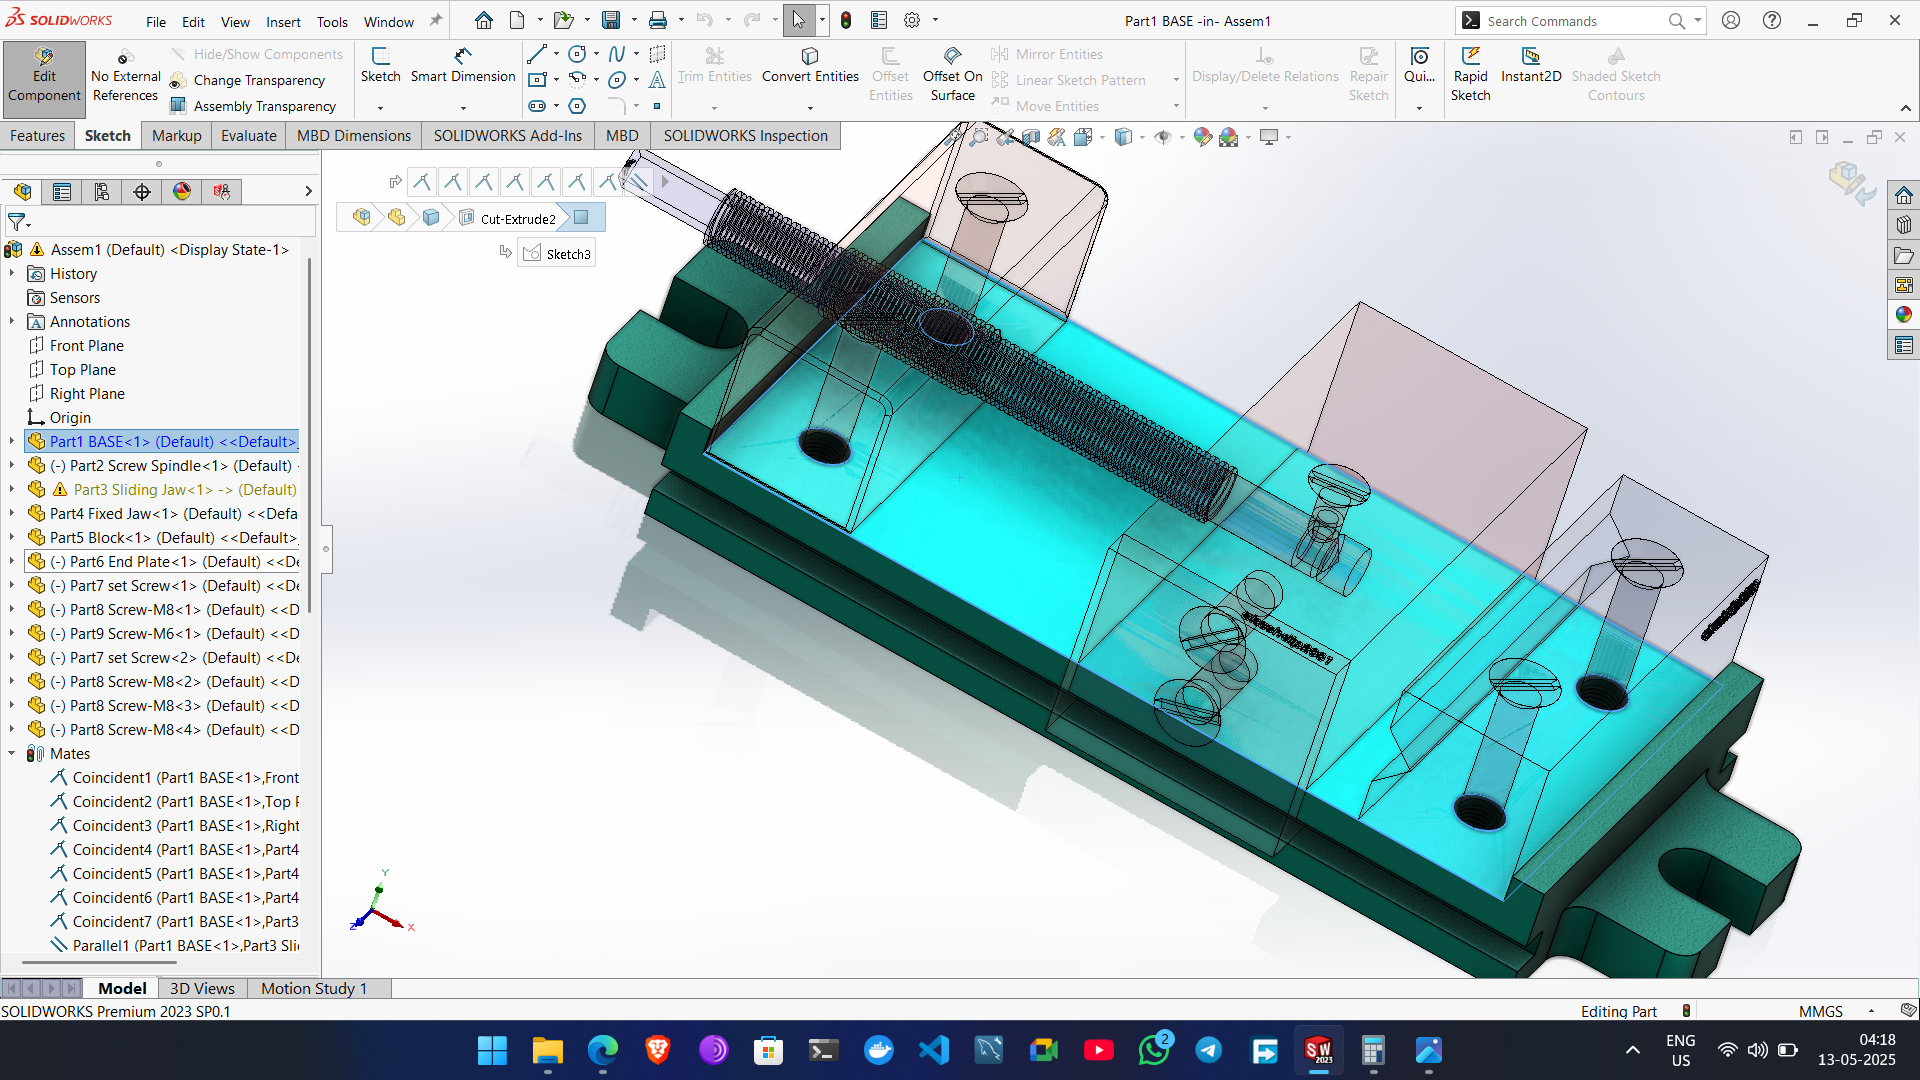 SOLIDWORKS
File Edit View Insert Tools Window
Part1 BASE -in- Assem1
Search Commands
Edit Component
No External References
Hide/Show Components
Change Transparency
Assembly Transparency
Sketch
Smart Dimension
Trim Entities
Convert Entities
Offset Entities
Offset On Surface
Mirror Entities
Linear Sketch Pattern
Move Entities
Display/Delete Relations
Repair Sketch
Qui...
Rapid Sketch
Instant2D
Shaded Sketch Contours
Features Sketch Markup Evaluate MBD Dimensions SOLIDWORKS Add-Ins MBD SOLIDWORKS Inspection
Cut-Extrude2
Sketch3
Assem1 (Default) <Display State-1>
History
Sensors
Annotations
Front Plane
Top Plane
Right Plane
Origin
Part1 BASE<1> (Default) <<Default>_
(-) Part2 Screw Spindle<1> (Default)
Part3 Sliding Jaw<1> -> (Default)
Part4 Fixed Jaw<1> (Default) <<Defa
Part5 Block<1> (Default) <<Default>_
(-) Part6 End Plate<1> (Default) <<De
(-) Part7 set Screw<1> (Default) <<De
(-) Part8 Screw-M8<1> (Default) <<D
(-) Part9 Screw-M6<1> (Default) <<D
(-) Part7 set Screw<2> (Default) <<De
(-) Part8 Screw-M8<2> (Default) <<D
(-) Part8 Screw-M8<3> (Default) <<D
(-) Part8 Screw-M8<4> (Default) <<D
Mates
Coincident1 (Part1 BASE<1>,Front
Coincident2 (Part1 BASE<1>,Top P
Coincident3 (Part1 BASE<1>,Right
Coincident4 (Part1 BASE<1>,Part4
Coincident5 (Part1 BASE<1>,Part4
Coincident6 (Part1 BASE<1>,Part4
Coincident7 (Part1 BASE<1>,Part3
Parallel1 (Part1 BASE<1>,Part3 Sli
Y
X
Z
Model 3D Views Motion Study 1
SOLIDWORKS Premium 2023 SP0.1
Editing Part
MMGS
2
SW
2023
ENG
US
04:18
13-05-2025